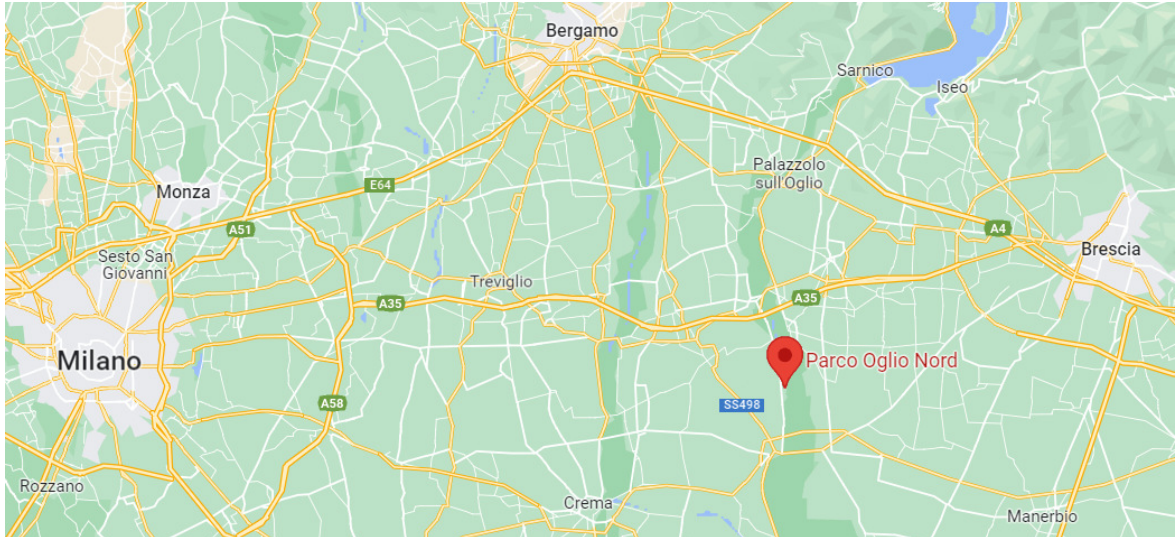 Bergamo
Sarnico
Iseo
Palazzolo
sull'Oglio
Monza
E64
A51
A4
Brescia
Sesto San
Giovanni
Treviglio
A35
A35
Milano
Parco Oglio Nord
A58
SS498
Rozzano
Crema
Manerbio